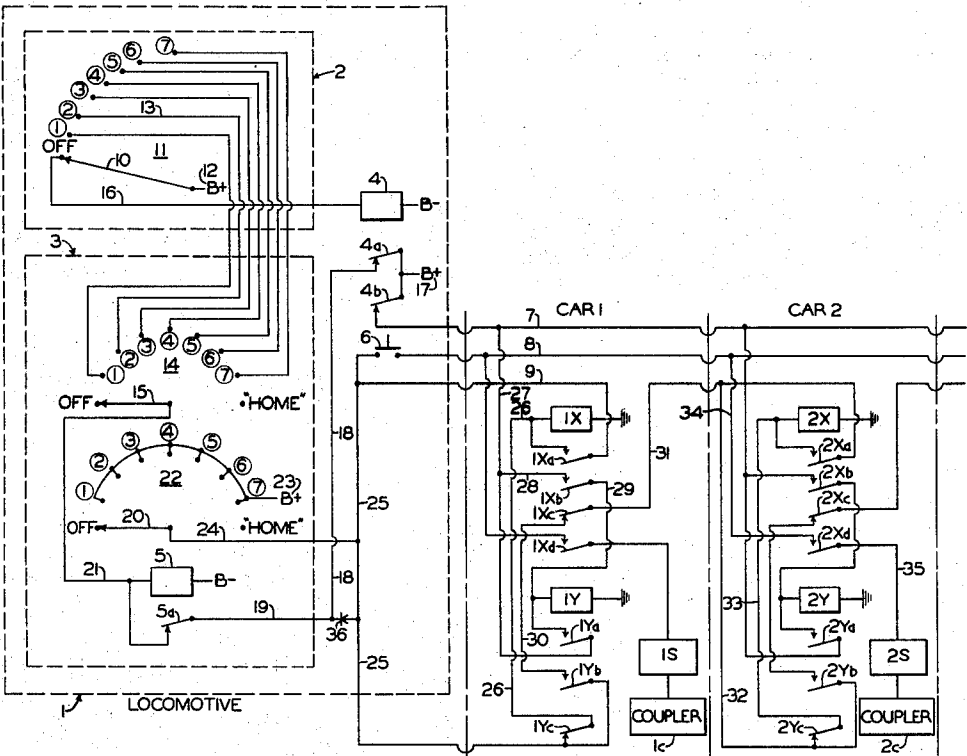 7
6
5
4
3
2
1
2
13
OFF
10
11
12
B+
16
4
B-
3
4a
B+
17
4b
CAR 1
CAR 2
7
6
8
9
1
2
3
4
5
6
7
14
OFF
15
"HOME"
18
27
26
1X
34
2X
1Xa
2Xa
31
28
1Xb
29
2Xb
1Xc
2Xc
1Xd
2Xd
1
2
3
4
5
6
7
22
23
B+
OFF
20
24
"HOME"
25
21
5
B-
18
5a
19
36
25
1Y
2Y
35
33
30
1Ya
2Ya
26
1Yb
2Yb
1S
2S
32
1Yc
2Yc
COUPLER
COUPLER
1c
2c
1
LOCOMOTIVE